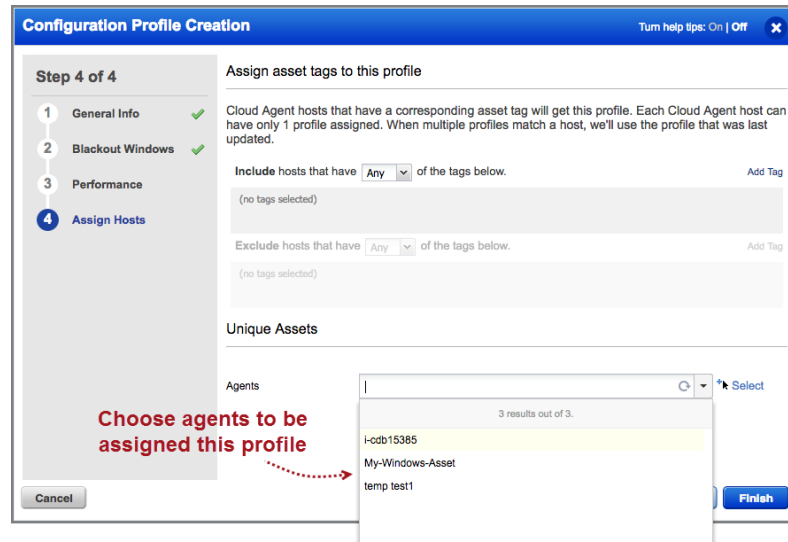 Configuration Profile Creation
Turn help tips: On | Off
Step 4 of 4
1 General Info
2 Blackout Windows
3 Performance
4 Assign Hosts
Assign asset tags to this profile
Cloud Agent hosts that have a corresponding asset tag will get this profile. Each Cloud Agent host can
have only 1 profile assigned. When multiple profiles match a host, we'll use the profile that was last
updated.
Include hosts that have Any of the tags below.
Add Tag
(no tags selected)
Exclude hosts that have Any of the tags below.
Add Tag
(no tags selected)
Unique Assets
Agents
Select
3 results out of 3.
i-cdb15385
My-Windows-Asset
temp test1
Choose agents to be
assigned this profile
Cancel
Finish